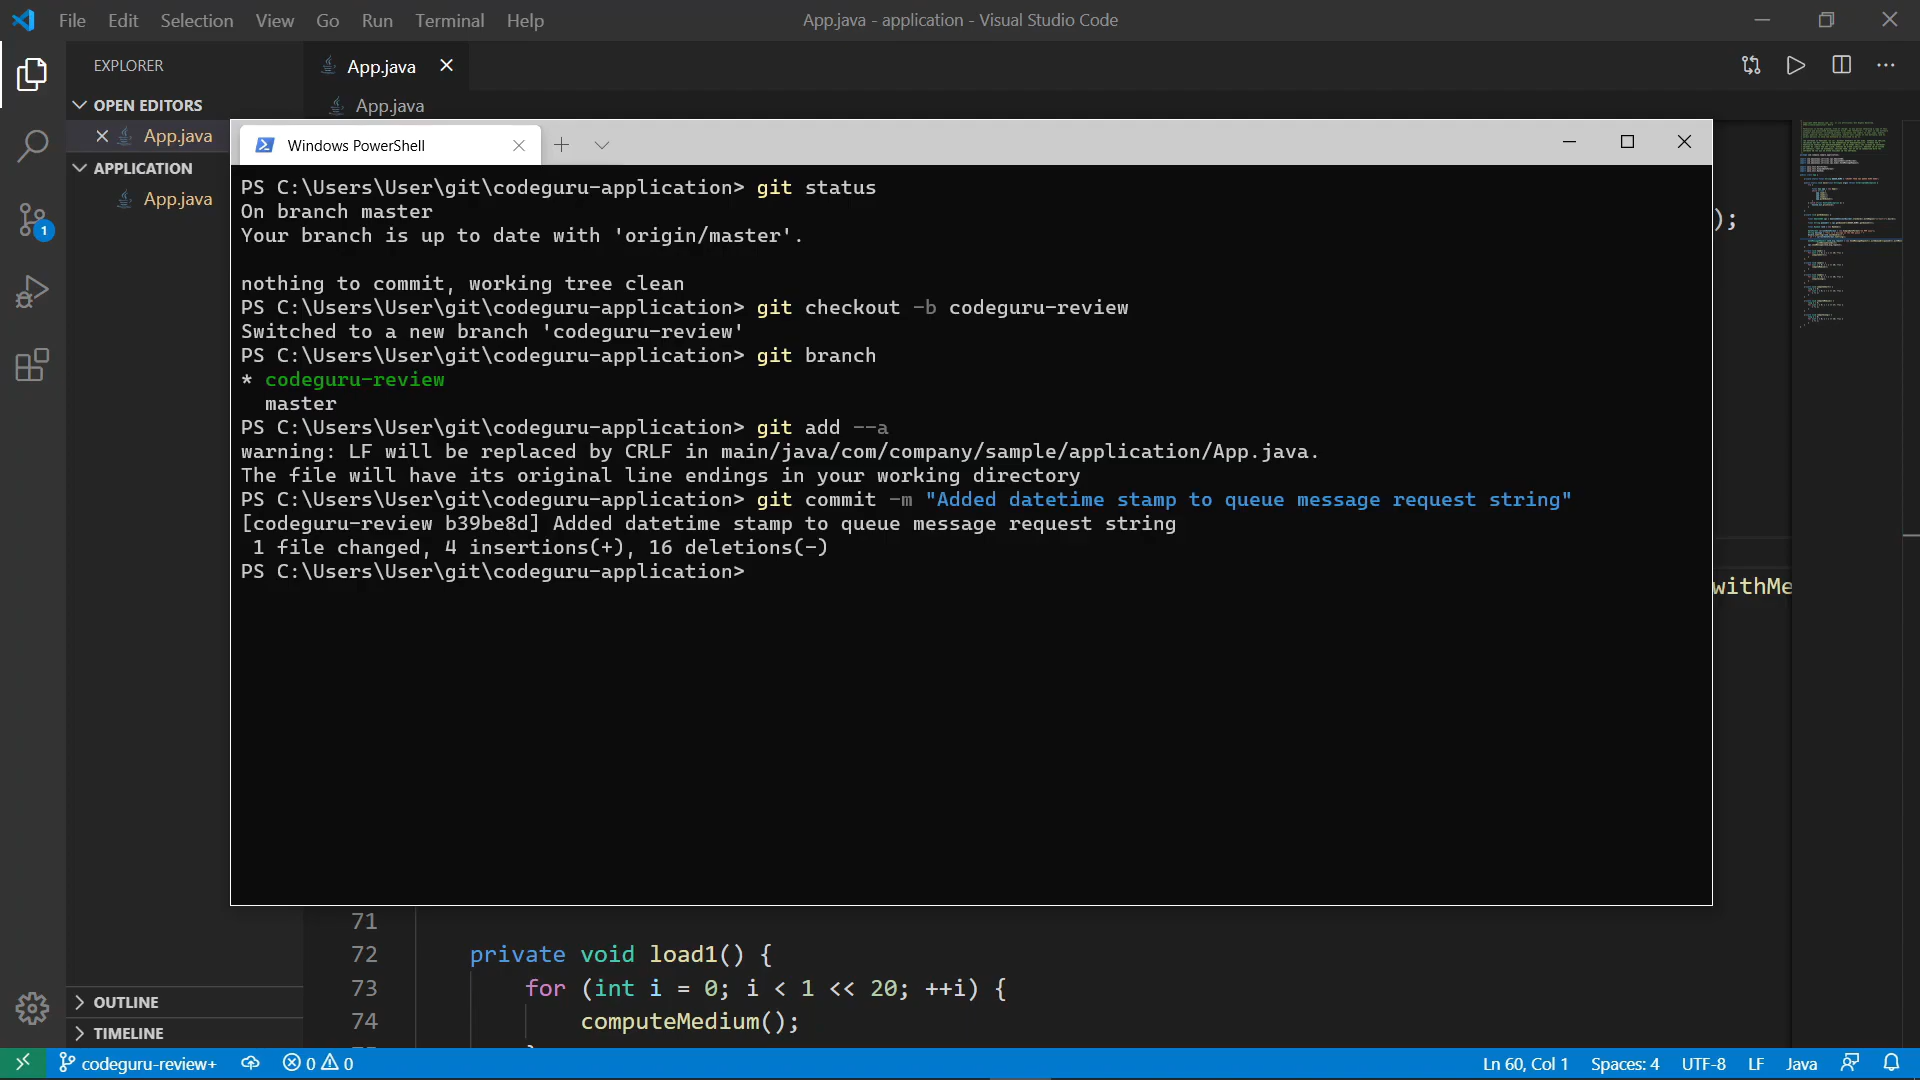 File Edit Selection View Go Run Terminal Help
App.java - application - Visual Studio Code
EXPLORER
App.java
OPEN EDITORS
App.java
App.java
APPLICATION
App.java
Windows PowerShell
PS C:\Users\User\git\codeguru-application> git status
On branch master
Your branch is up to date with 'origin/master'.
nothing to commit, working tree clean
PS C:\Users\User\git\codeguru-application> git checkout -b codeguru-review
Switched to a new branch 'codeguru-review'
PS C:\Users\User\git\codeguru-application> git branch
* codeguru-review
master
PS C:\Users\User\git\codeguru-application> git add --a
warning: LF will be replaced by CRLF in main/java/com/company/sample/application/App.java.
The file will have its original line endings in your working directory
PS C:\Users\User\git\codeguru-application> git commit -m "Added datetime stamp to queue message request string"
[codeguru-review b39be8d] Added datetime stamp to queue message request string
1 file changed, 4 insertions(+), 16 deletions(-)
PS C:\Users\User\git\codeguru-application>
);
withMe
1
71
72 private void load1() {
73 for (int i = 0; i < 1 << 20; ++i) {
74 computeMedium();
OUTLINE
TIMELINE
codeguru-review+ 0 0
Ln 60, Col 1 Spaces: 4 UTF-8 LF Java